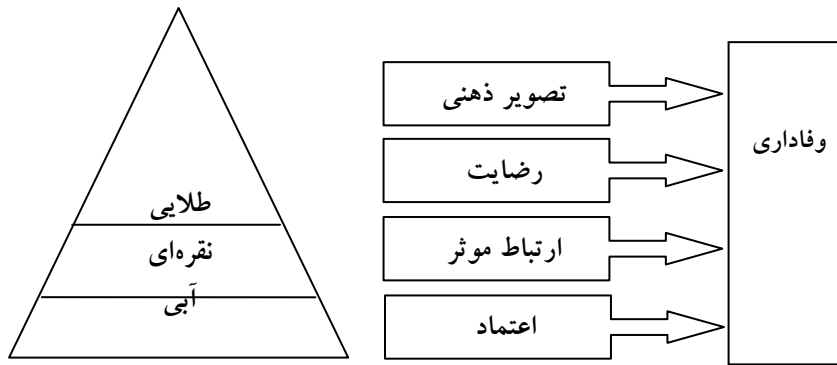 تصویر ذهنی
وفاداری
رضایت
طلایی
نقره‌ای
ارتباط موثر
آبی
اعتماد